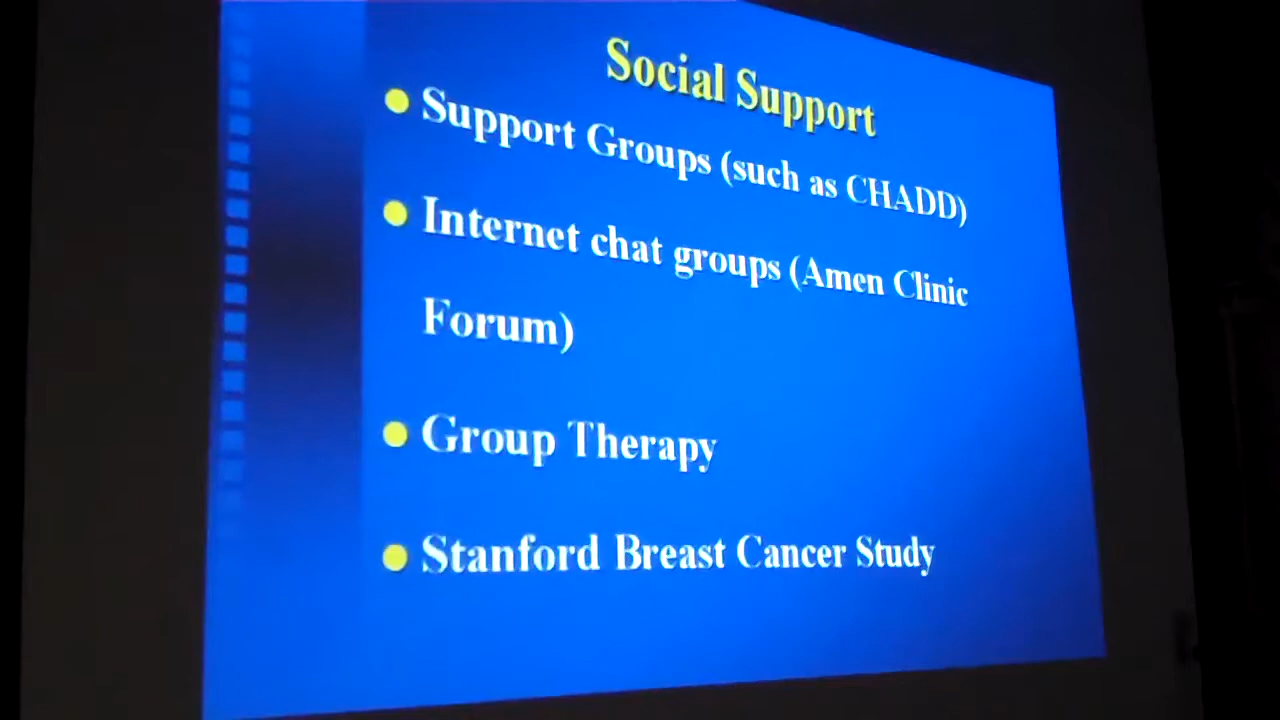 Social Support
Support Groups (such as CHADD)
Internet chat groups (Amen Clinic
Forum)
Group Therapy
Stanford Breast Cancer Study